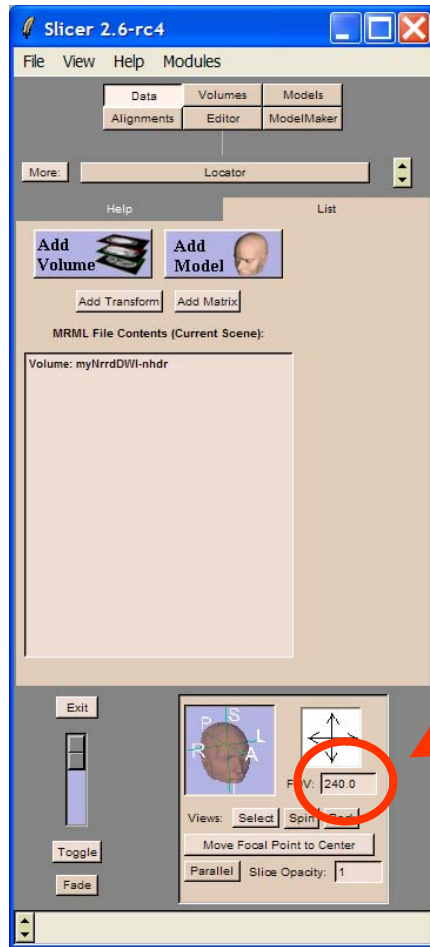 Slicer 2.6-rc4
File View Help Modules
Data Volumes Models
Alignments Editor ModelMaker
More: Locator
Help List
Add Volume
Add Model
Add Transform Add Matrix
MRML File Contents (Current Scene):
Volume: myNrrdDWI-nhdr
Exit
P S
R A L
FOV: 240.0
Views: Select Spin Rock
Toggle
Move Focal Point to Center
Fade
Parallel Slice Opacity: 1